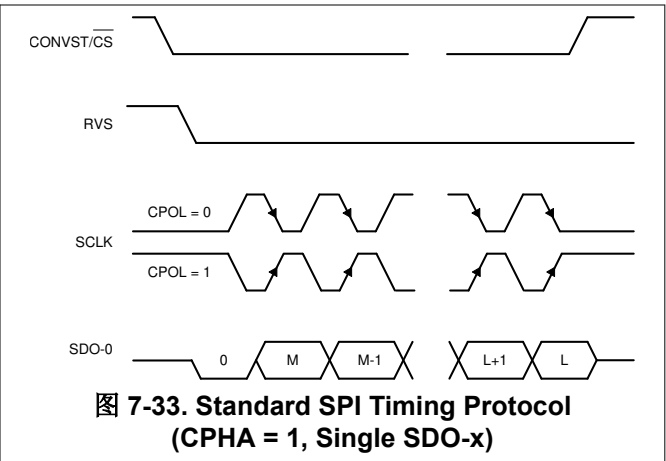 CONVST/CS
RVS
CPOL = 0
SCLK
CPOL = 1
SDO-0 0 M M-1 L+1 L
图 7-33. Standard SPI Timing Protocol
(CPHA = 1, Single SDO-x)